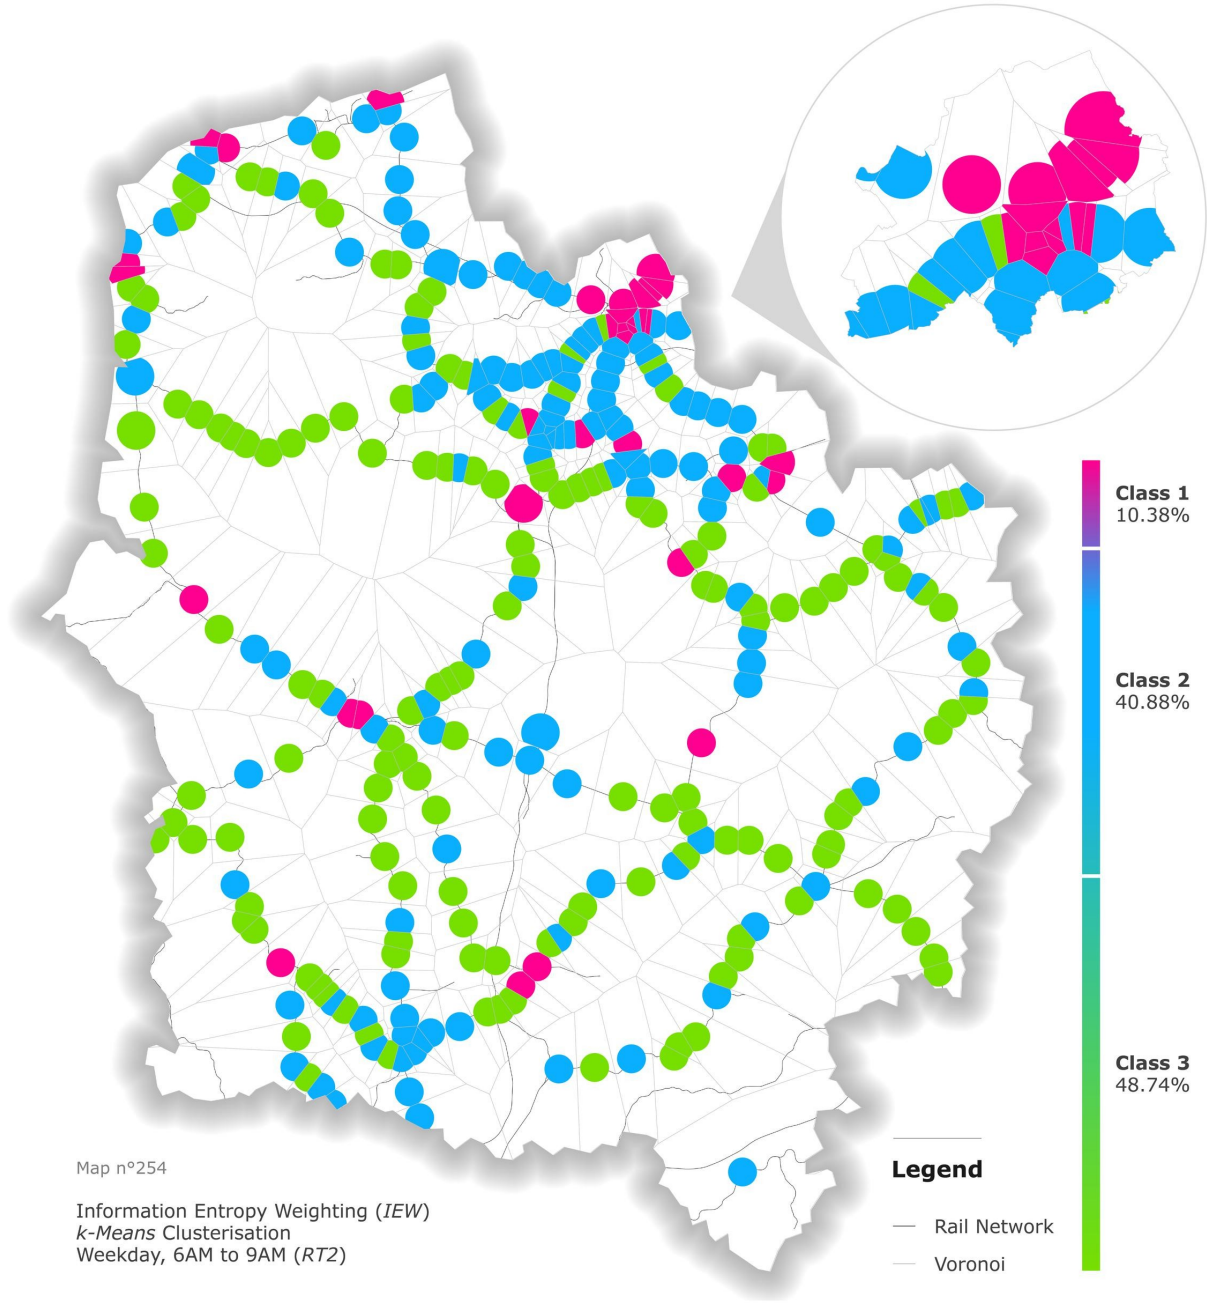 Class 1
10.38%
Class 2
40.88%
Class 3
48.74%
Map n°254
Information Entropy Weighting (IEW)
k-Means Clusterisation
Weekday, 6AM to 9AM (RT2)
Legend
Rail Network
Voronoi